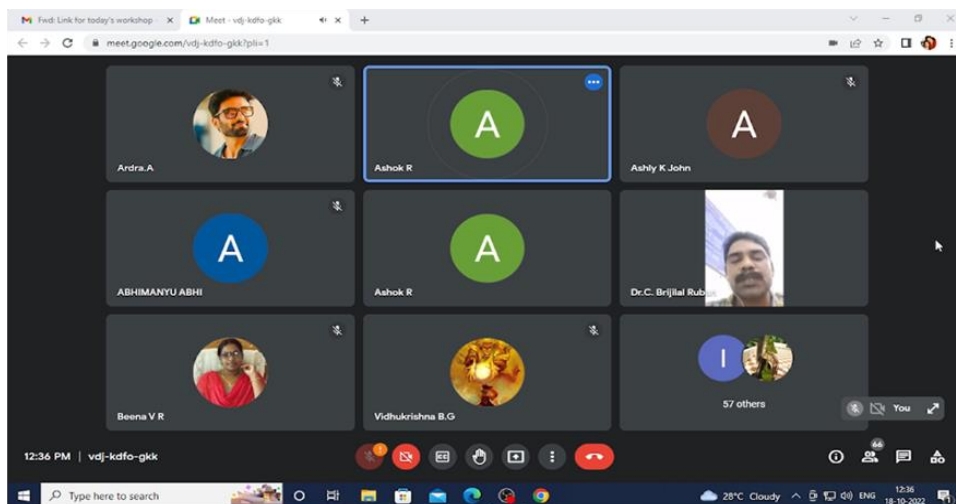 Fwd: Link for today's workshop -
Meet - vdj-kdfo-gkk
meet.google.com/vdj-kdfo-gkk?pli=1
Ardra.A
A
Ashok R
A
Ashly K John
A
ABHIMANYU ABHI
A
Ashok R
Dr.C. Brijilal Rub
Beena V R
Vidhukrishna B.G
I
57 others
You
12:36 PM | vdj-kdfo-gkk
1
CC
66
Type here to search
28°C Cloudy
ENG
12:36
18-10-2022